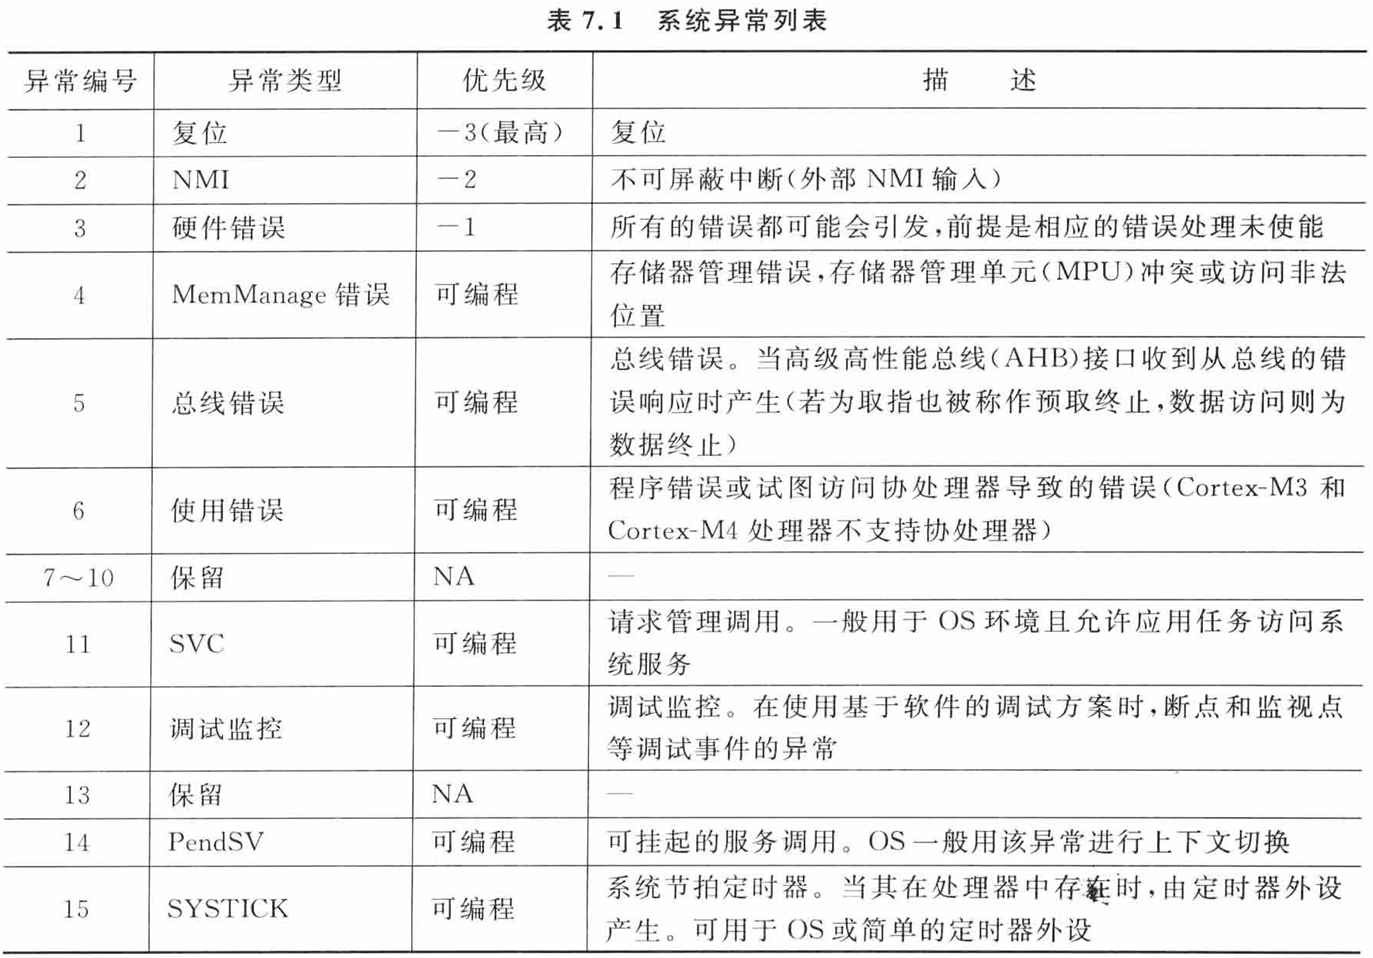 表 7.1 系统异常列表
异常编号 异常类型 优先级 描 述
1 复位 －3(最高) 复位
2 NMI －2 不可屏蔽中断(外部 NMI 输入)
3 硬件错误 －1 所有的错误都可能会引发,前提是相应的错误处理未使能
4 MemManage 错误 可编程 存储器管理错误,存储器管理单元(MPU)冲突或访问非法
位置
5 总线错误 可编程 总线错误。当高级高性能总线(AHB)接口收到从总线的错
误响应时产生(若为取指也被称作预取终止,数据访问则为
数据终止)
6 使用错误 可编程 程序错误或试图访问协处理器导致的错误(Cortex-M3 和
Cortex-M4 处理器不支持协处理器)
7～10 保留 NA —
11 SVC 可编程 请求管理调用。一般用于 OS 环境且允许应用任务访问系
统服务
12 调试监控 可编程 调试监控。在使用基于软件的调试方案时,断点和监视点
等调试事件的异常
13 保留 NA —
14 PendSV 可编程 可挂起的服务调用。OS 一般用该异常进行上下文切换
15 SYSTICK 可编程 系统节拍定时器。当其在处理器中存在时,由定时器外设
产生。可用于 OS 或简单的定时器外设